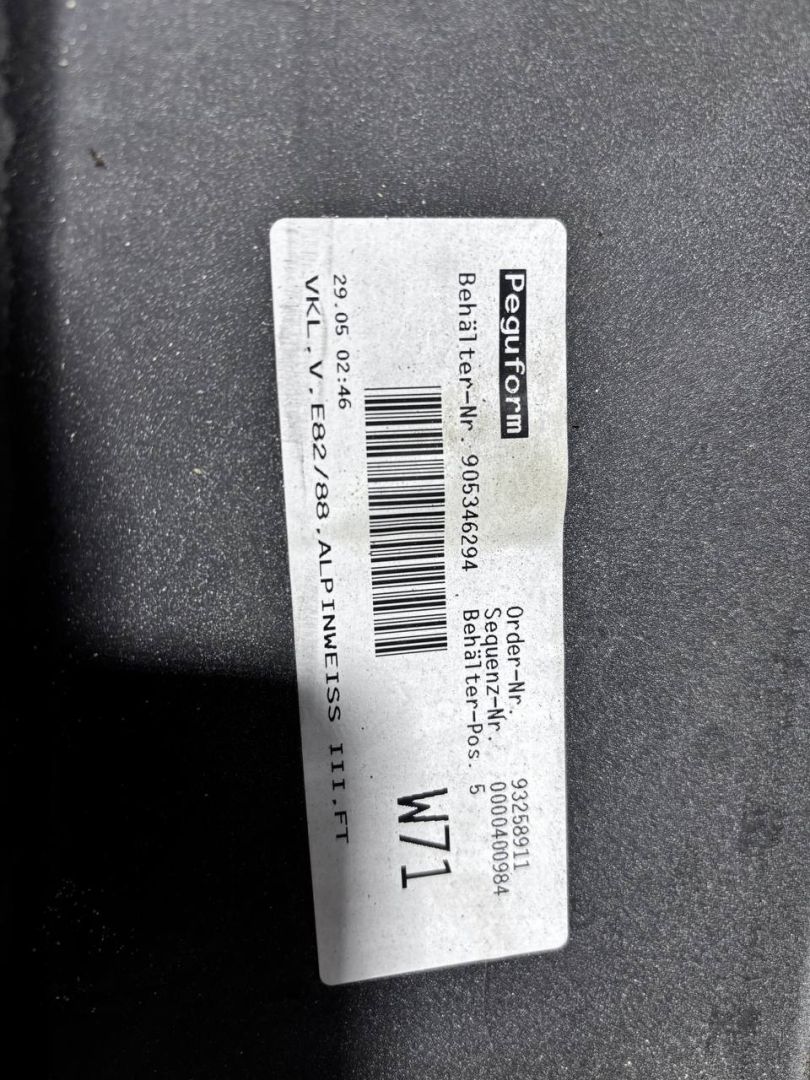 Peguform
Order-Nr. 93258911
Sequenz-Nr. 0000400984
Behälter-Nr. 905346294 Behälter-Pos. 5
W71
29.05 02:46
VKL,V.E82/88,ALPINWEISS III,FT